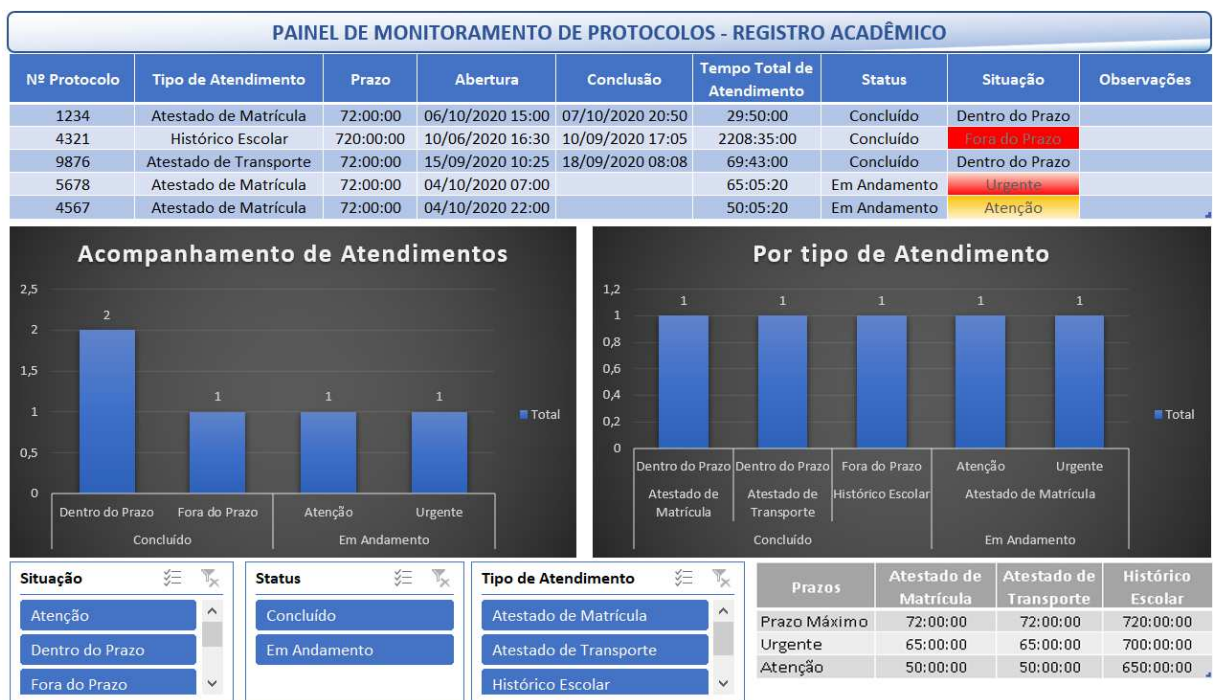 PAINEL DE MONITORAMENTO DE PROTOCOLOS - REGISTRO ACADÊMICO
Nº Protocolo Tipo de Atendimento Prazo Abertura Conclusão Tempo Total de Atendimento Status Situação Observações
1234 Atestado de Matrícula 72:00:00 06/10/2020 15:00 07/10/2020 20:50 29:50:00 Concluído Dentro do Prazo
4321 Histórico Escolar 720:00:00 10/06/2020 16:30 10/09/2020 17:05 2208:35:00 Concluído Fora do Prazo
9876 Atestado de Transporte 72:00:00 15/09/2020 10:25 18/09/2020 08:08 69:43:00 Concluído Dentro do Prazo
5678 Atestado de Matrícula 72:00:00 04/10/2020 07:00 65:05:20 Em Andamento Urgente
4567 Atestado de Matrícula 72:00:00 04/10/2020 22:00 50:05:20 Em Andamento Atenção
Acompanhamento de Atendimentos
2,5
2
1,5
1
0,5
0
2
1
1
1
Total
Dentro do Prazo Fora do Prazo Atenção Urgente
Concluído Em Andamento
Por tipo de Atendimento
1,2
1
0,8
0,6
0,4
0,2
0
1
1
1
1
1
Total
Dentro do Prazo Dentro do Prazo Fora do Prazo Atenção Urgente
Atestado de Matrícula Atestado de Transporte Histórico Escolar Atestado de Matrícula
Concluído Em Andamento
Situação
Atenção
Dentro do Prazo
Fora do Prazo
Status
Concluído
Em Andamento
Tipo de Atendimento
Atestado de Matrícula
Atestado de Transporte
Histórico Escolar
Prazos Atestado de Matrícula Atestado de Transporte Histórico Escolar
Prazo Máximo 72:00:00 72:00:00 720:00:00
Urgente 65:00:00 65:00:00 700:00:00
Atenção 50:00:00 50:00:00 650:00:00